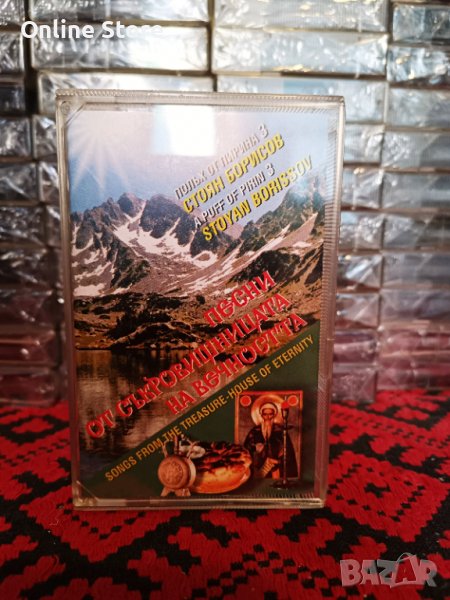 Online Store
ПОЛЪХ ОТ ПИРИНА 3
СТОЯН БОРИСОВ
A PUFF OF PIRIN 3
STOYAN BORISSOV
ПЕСНИ
ОТ СЪКРОВИЩНИЦАТА
НА ВЕЧНОСТТА
SONGS FROM THE TREASURE-HOUSE OF ETERNITY
BAZAR